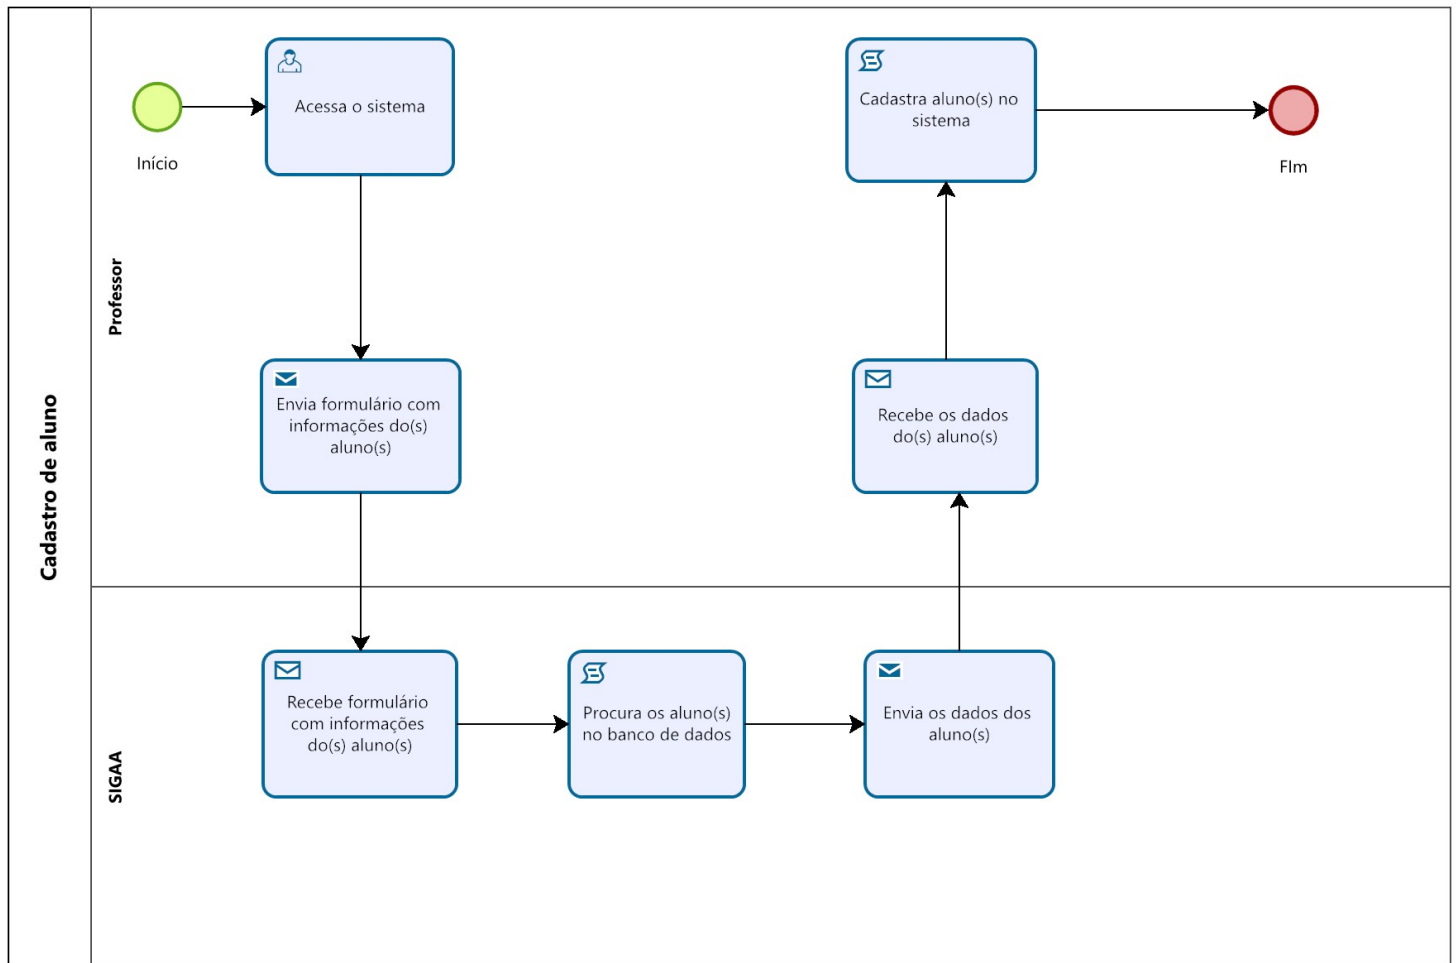 Cadastro de aluno
Professor
Início
Acessa o sistema
Envia formulário com
informações do(s)
aluno(s)
SIGAA
Recebe formulário
com informações
do(s) aluno(s)
Procura os aluno(s)
no banco de dados
Envia os dados dos
aluno(s)
Recebe os dados
do(s) aluno(s)
Cadastra aluno(s) no
sistema
FIm